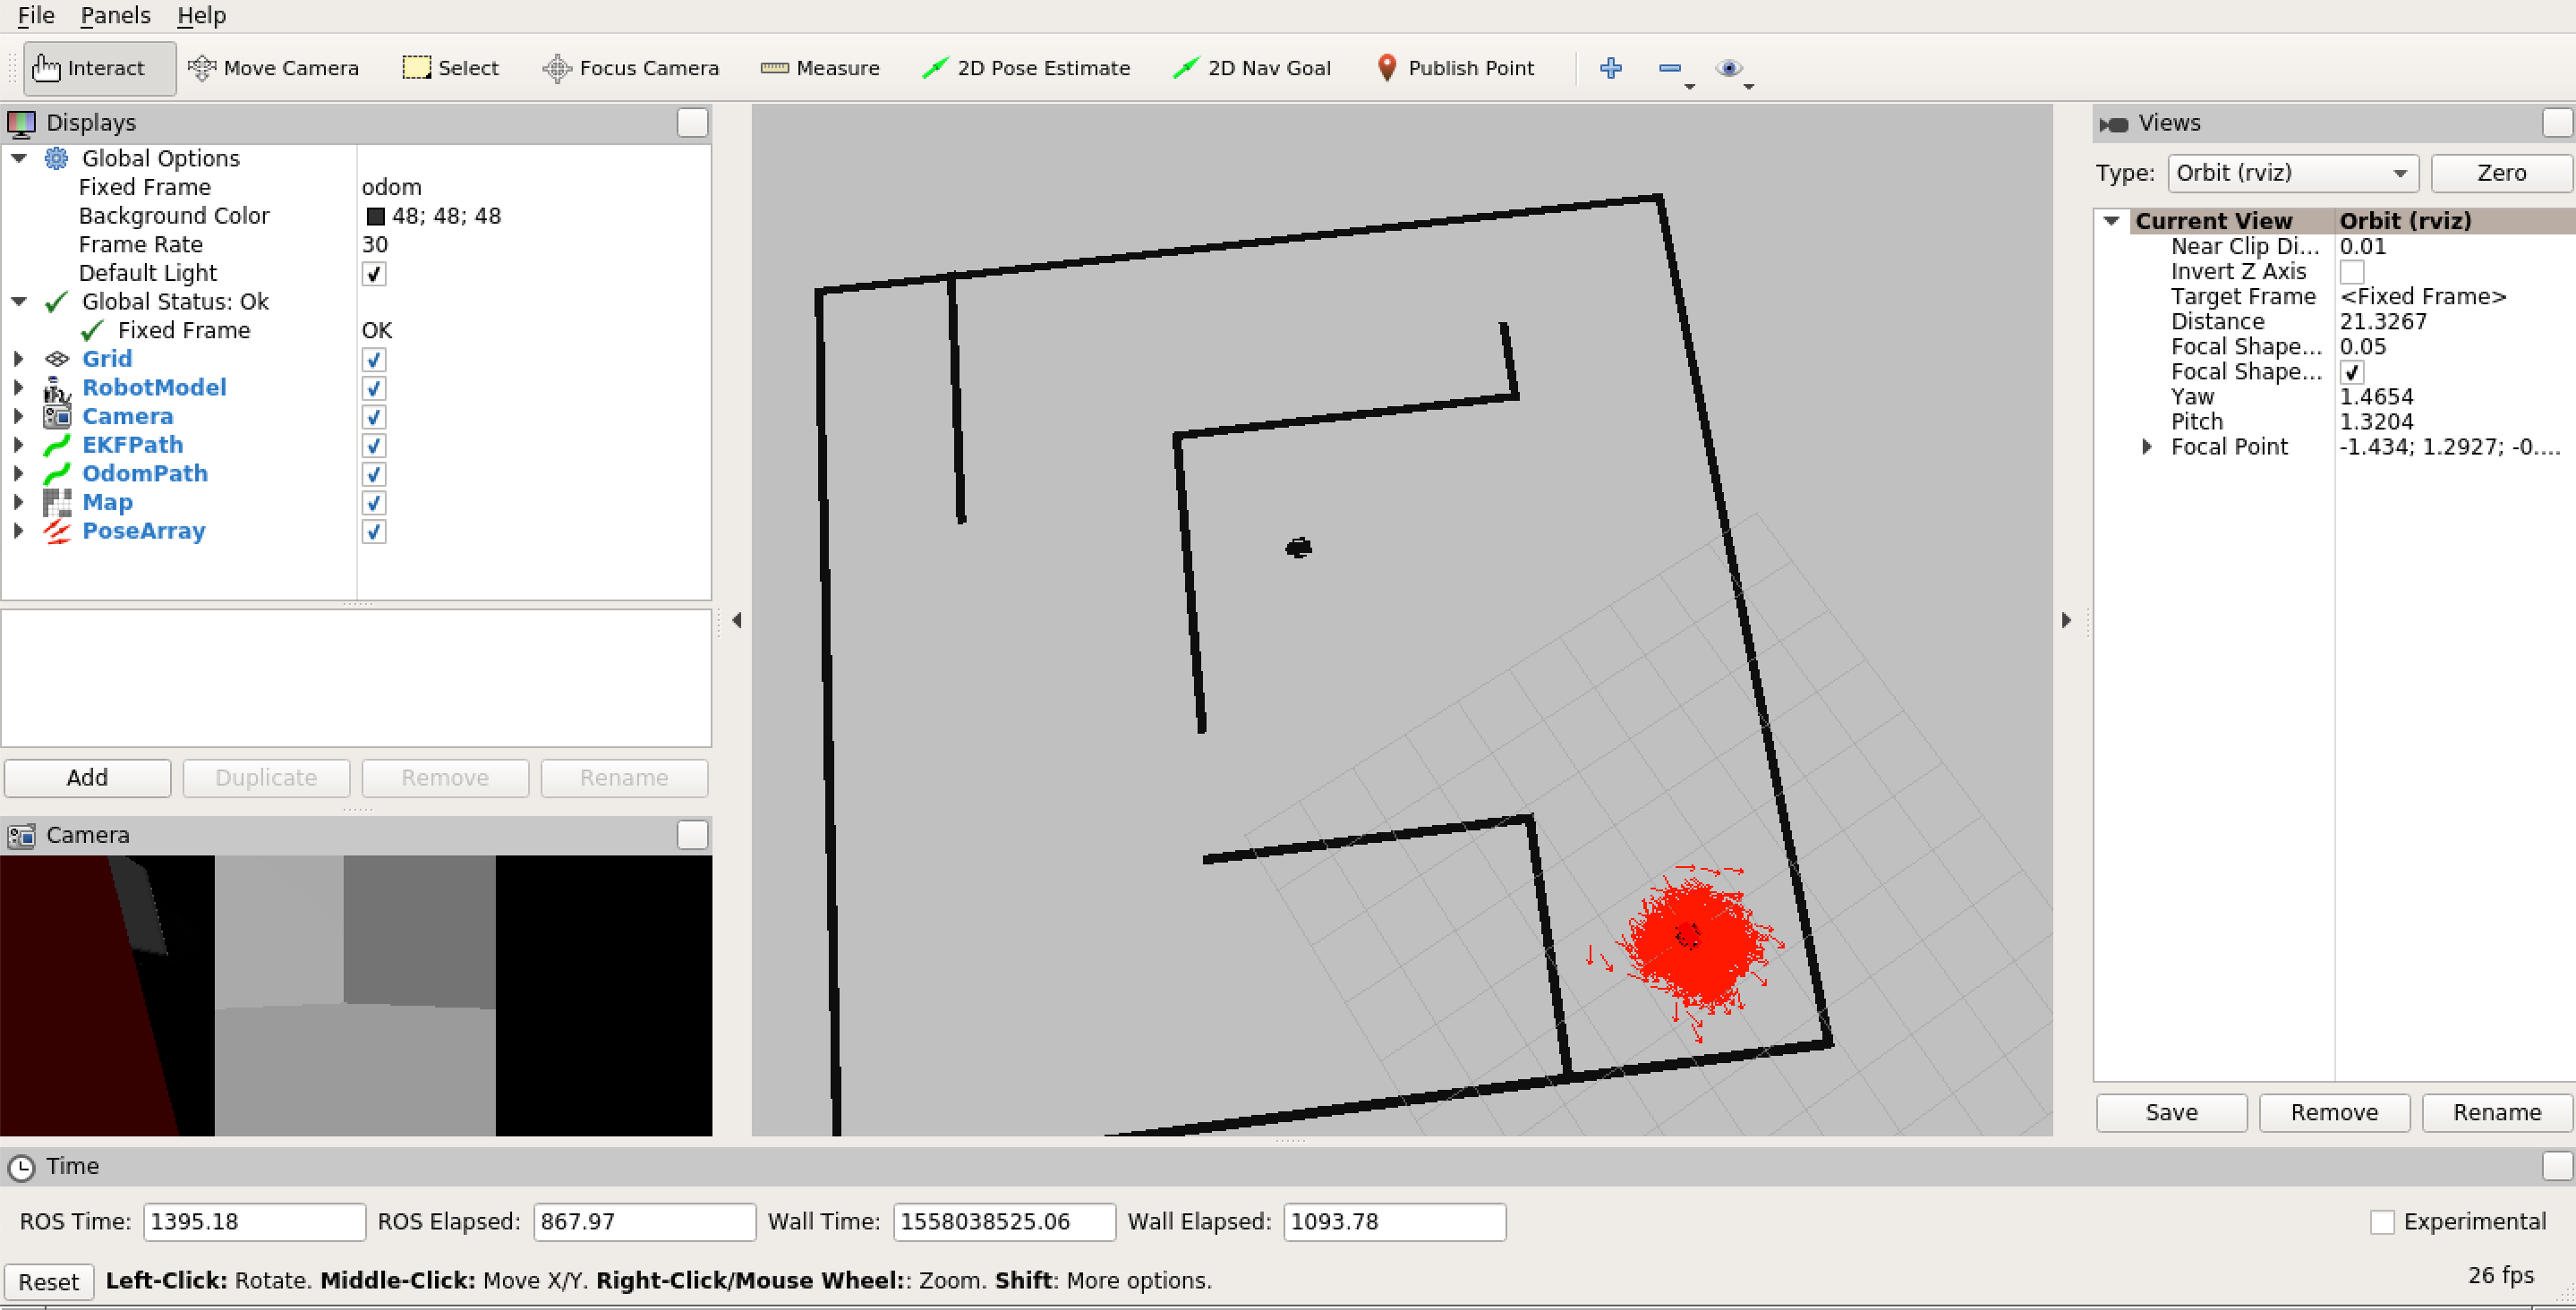 File Panels Help
Interact Move Camera Select Focus Camera Measure 2D Pose Estimate 2D Nav Goal Publish Point
Displays
Global Options
Fixed Frame odom
Background Color 48; 48; 48
Frame Rate 30
Default Light
Global Status: Ok
Fixed Frame OK
Grid
RobotModel
Camera
EKFPath
OdomPath
Map
PoseArray
Add Duplicate Remove Rename
Camera
Views
Type: Orbit (rviz) Zero
Current View Orbit (rviz)
Near Clip Di... 0.01
Invert Z Axis
Target Frame <Fixed Frame>
Distance 21.3267
Focal Shape... 0.05
Focal Shape...
Yaw 1.4654
Pitch 1.3204
Focal Point -1.434; 1.2927; -0....
Save Remove Rename
Time
ROS Time: 1395.18 ROS Elapsed: 867.97 Wall Time: 1558038525.06 Wall Elapsed: 1093.78 Experimental
Reset Left-Click: Rotate. Middle-Click: Move X/Y. Right-Click/Mouse Wheel:: Zoom. Shift: More options. 26 fps